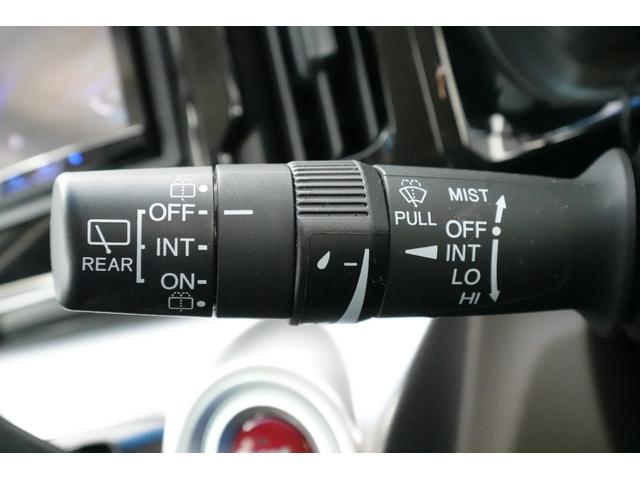 OFF
INT
ON
REAR
PULL
MIST
OFF
INT
LO
HI